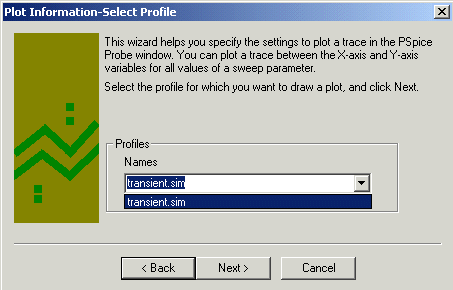 Plot Information-Select Profile
This wizard helps you specify the settings to plot a trace in the PSpice
Probe window. You can plot a trace between the X-axis and Y-axis
variables for all values of a sweep parameter.
Select the profile for which you want to draw a plot, and click Next.
Profiles
Names
transient.sim
transient.sim
< Back
Next >
Cancel